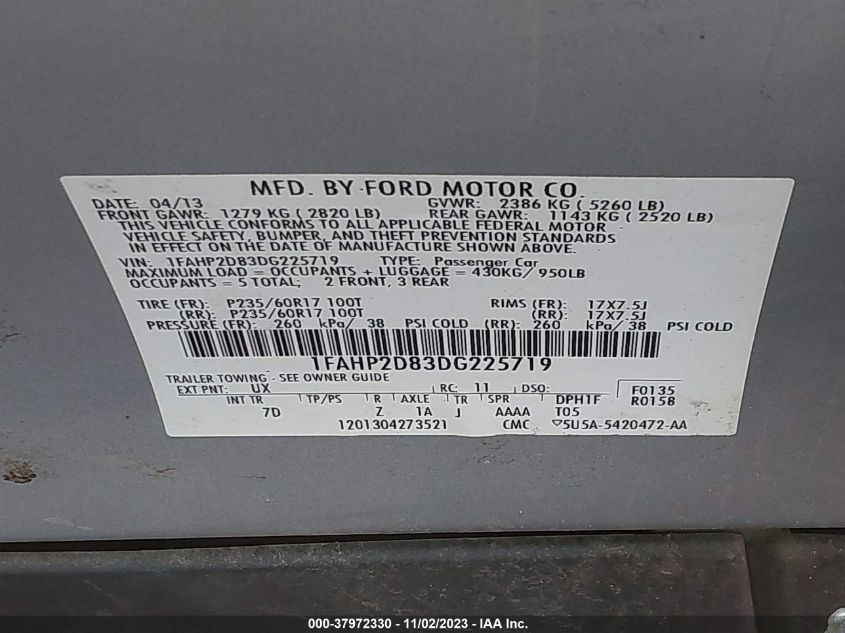 MFD. BY FORD MOTOR CO.
DATE: 04/13 GVWR: 2386 KG ( 5260 LB)
FRONT GAWR: 1279 KG ( 2820 LB) REAR GAWR: 1143 KG ( 2520 LB)
THIS VEHICLE CONFORMS TO ALL APPLICABLE FEDERAL MOTOR
VEHICLE SAFETY, BUMPER, AND THEFT PREVENTION STANDARDS
IN EFFECT ON THE DATE OF MANUFACTURE SHOWN ABOVE.
VIN: 1FAHP2D83DG225719 TYPE: Passenger Car
MAXIMUM LOAD = OCCUPANTS + LUGGAGE = 430KG/ 950LB
OCCUPANTS = 5 TOTAL; 2 FRONT, 3 REAR
TIRE (FR): P235/60R17 100T RIMS (FR): 17X7.5J
(RR): P235/60R17 100T (RR): 17X7.5J
PRESSURE (FR): 260 kPa/ 38 PSI COLD (RR): 260 kPa/ 38 PSI COLD
1FAHP2D83DG225719
TRAILER TOWING - SEE OWNER GUIDE
EXT PNT: UX RC: 11 DSO: F0135
INT TR TP/PS R AXLE TR SPR DPH1F R0158
7D Z 1A J AAAA T05
1201304273521 CMC ▽5U5A-5420472-AA
000-37972330 - 11/02/2023 - IAA Inc.